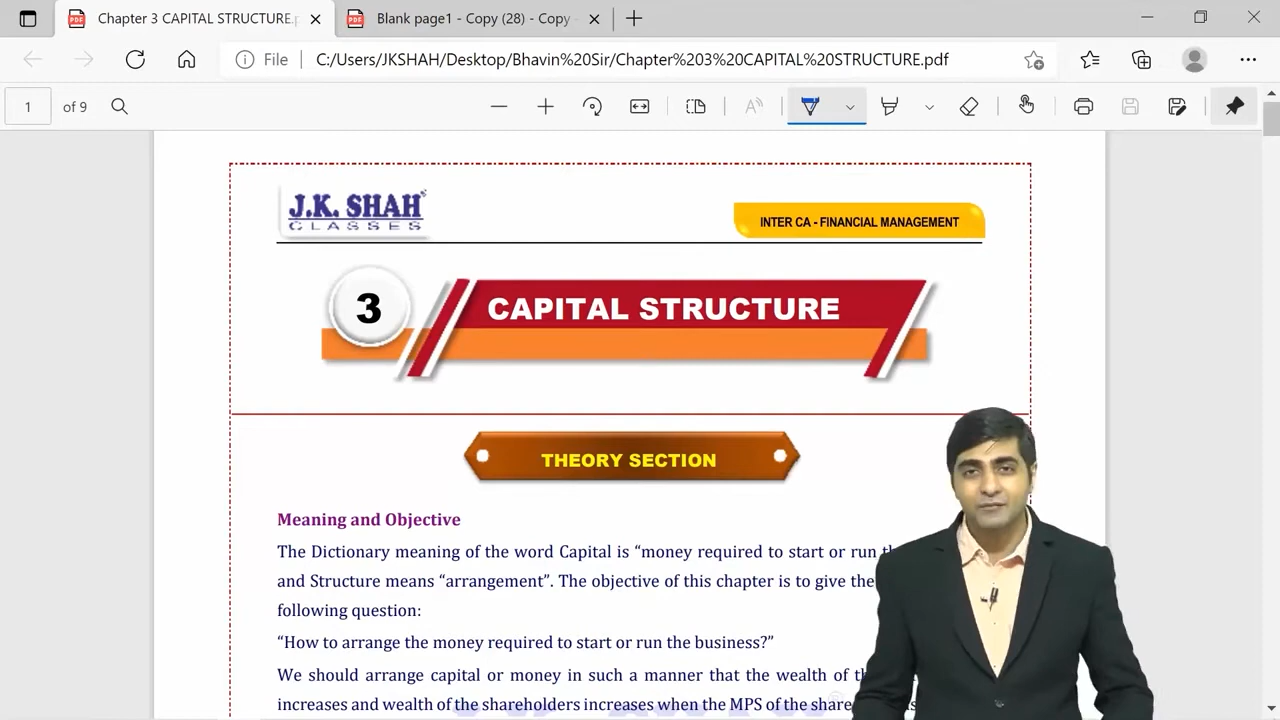 Chapter 3 CAPITAL STRUCTURE.p
Blank page1 - Copy (28) - Copy -
File
C:/Users/JKSHAH/Desktop/Bhavin%20Sir/Chapter%203%20CAPITAL%20STRUCTURE.pdf
1 of 9
J.K. SHAH
CLASSES
INTER CA - FINANCIAL MANAGEMENT
3
CAPITAL STRUCTURE
THEORY SECTION
Meaning and Objective
The Dictionary meaning of the word Capital is “money required to start or run
and Structure means “arrangement”. The objective of this chapter is to give the
following question:
“How to arrange the money required to start or run the business?”
We should arrange capital or money in such a manner that the wealth of
increases and wealth of the shareholders increases when the MPS of the share